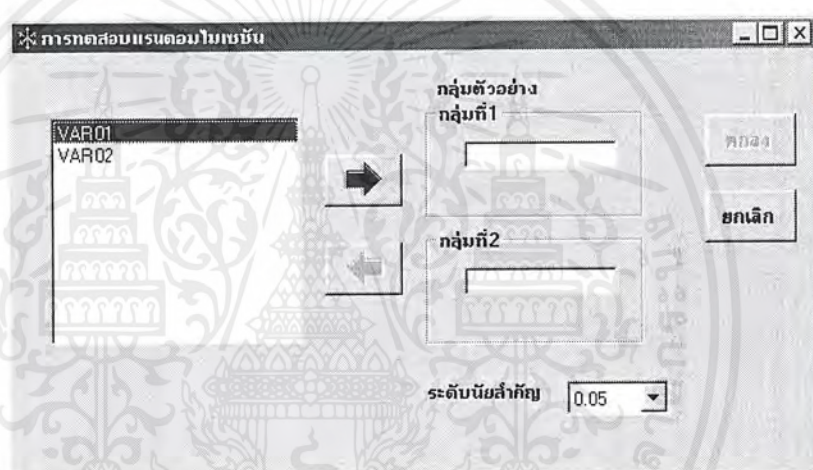 การทดสอบแรนดอมไมเซชัน
VAR01
VAR02
กลุ่มตัวอย่าง
กลุ่มที่1
ตกลง
ยกเลิก
กลุ่มที่2
ระดับนัยสำคัญ
0.05